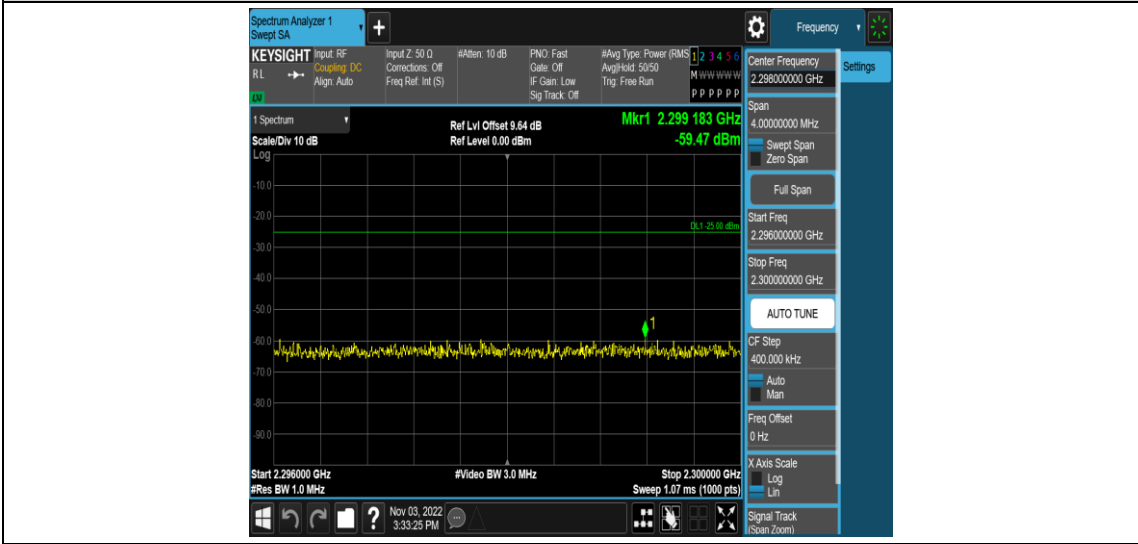 Spectrum Analyzer 1
Swept SA
+
Frequency
KEYSIGHT
RL
Input: RF
Coupling: DC
Align: Auto
Input Z: 50 Ω
Corrections: Off
Freq Ref: Int (S)
#Atten: 10 dB
PNO: Fast
Gate: Off
IF Gain: Low
Sig Track: Off
#Avg Type: Power (RMS
Avg|Hold: 50/50
Trig: Free Run
1 2 3 4 5 6
M W W W W W
P P P P P P
1 Spectrum
Scale/Div 10 dB
Log
Ref Lvl Offset 9.64 dB
Ref Level 0.00 dBm
Mkr1 2.299 183 GHz
-59.47 dBm
-10.0
-20.0
DL1 -25.00 dBm
-30.0
-40.0
-50.0
1
-60.0
-70.0
-80.0
-90.0
Start 2.296000 GHz
#Res BW 1.0 MHz
#Video BW 3.0 MHz
Stop 2.300000 GHz
Sweep 1.07 ms (1000 pts)
?
Nov 03, 2022
3:33:25 PM
Center Frequency
2.298000000 GHz
Settings
Span
4.00000000 MHz
Swept Span
Zero Span
Full Span
Start Freq
2.296000000 GHz
Stop Freq
2.300000000 GHz
AUTO TUNE
CF Step
400.000 kHz
Auto
Man
Freq Offset
0 Hz
X Axis Scale
Log
Lin
Signal Track
(Span Zoom)